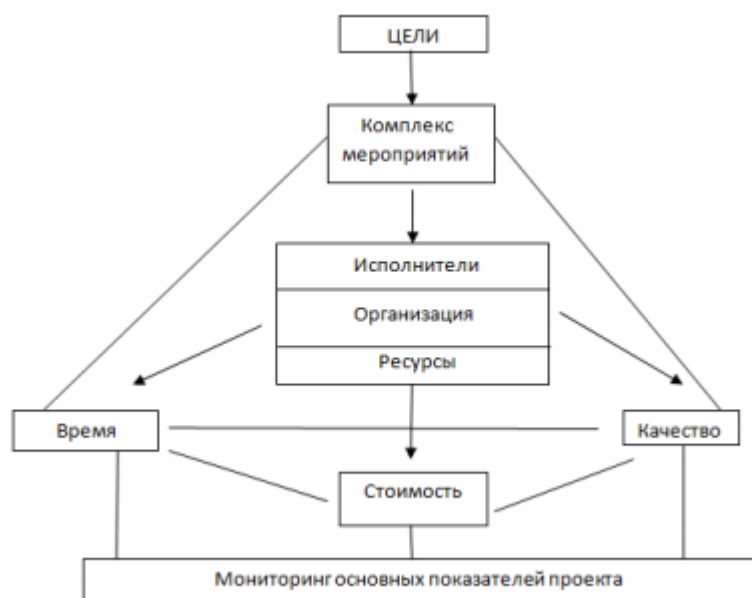 ЦЕЛИ
Комплекс
мероприятий
Исполнители
Организация
Ресурсы
Время
Качество
Стоимость
Мониторинг основных показателей проекта